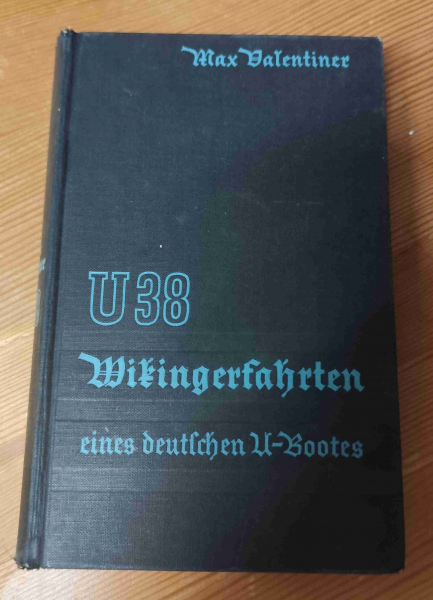 Max Valentiner
U 38
Wikingerfahrten
eines deutſchen U-Bootes